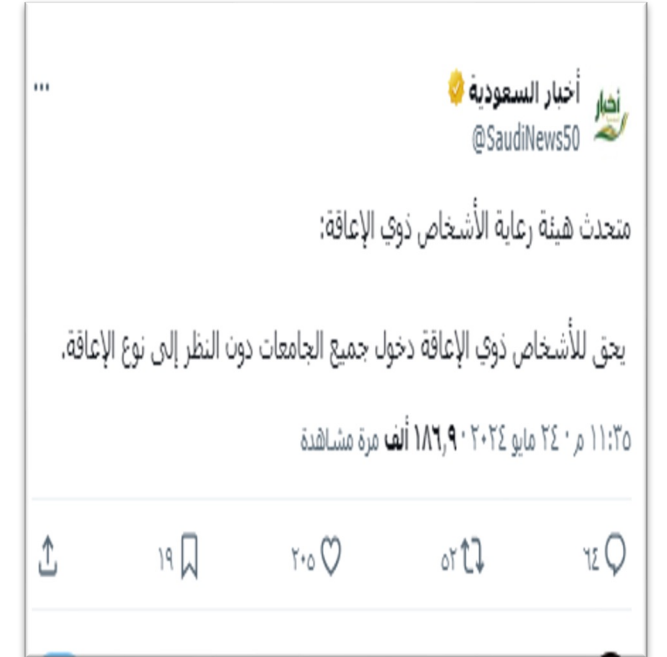 أخبار السعودية
@SaudiNews50
متحدث هيئة رعاية الأشخاص ذوي الإعاقة:
يحق للأشخاص ذوي الإعاقة دخول جميع الجامعات دون النظر إلى نوع الإعاقة.
١١:٣٥ م · ٢٤ مايو ٢٠٢٤ · ١٨٦,٩ ألف مرة مشاهدة
٦٤ ٥٢ ٢٠٥ ١٩